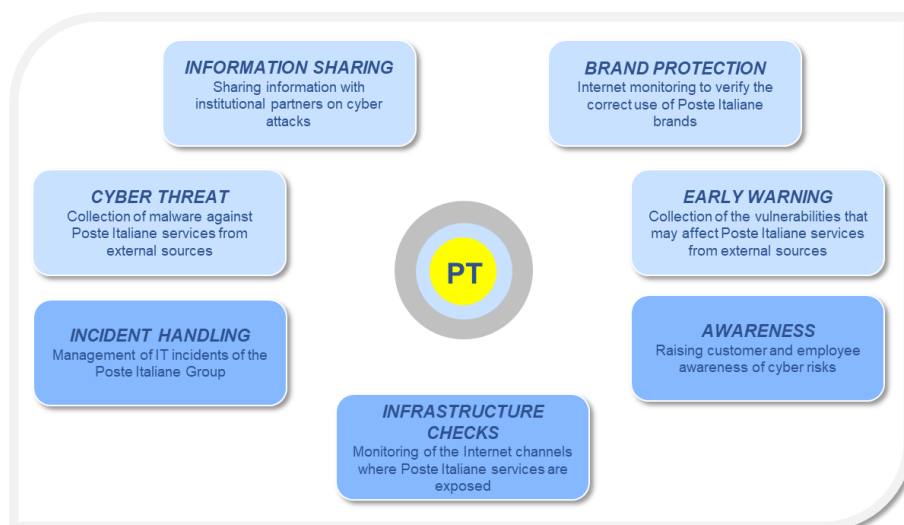 INFORMATION SHARING
Sharing information with
institutional partners on cyber
attacks
BRAND PROTECTION
Internet monitoring to verify the
correct use of Poste Italiane
brands
CYBER THREAT
Collection of malware against
Poste Italiane services from
external sources
EARLY WARNING
Collection of the vulnerabilities that
may affect Poste Italiane services
from external sources
PT
INCIDENT HANDLING
Management of IT incidents of the
Poste Italiane Group
AWARENESS
Raising customer and employee
awareness of cyber risks
INFRASTRUCTURE
CHECKS
Monitoring of the Internet channels
where Poste Italiane services are
exposed